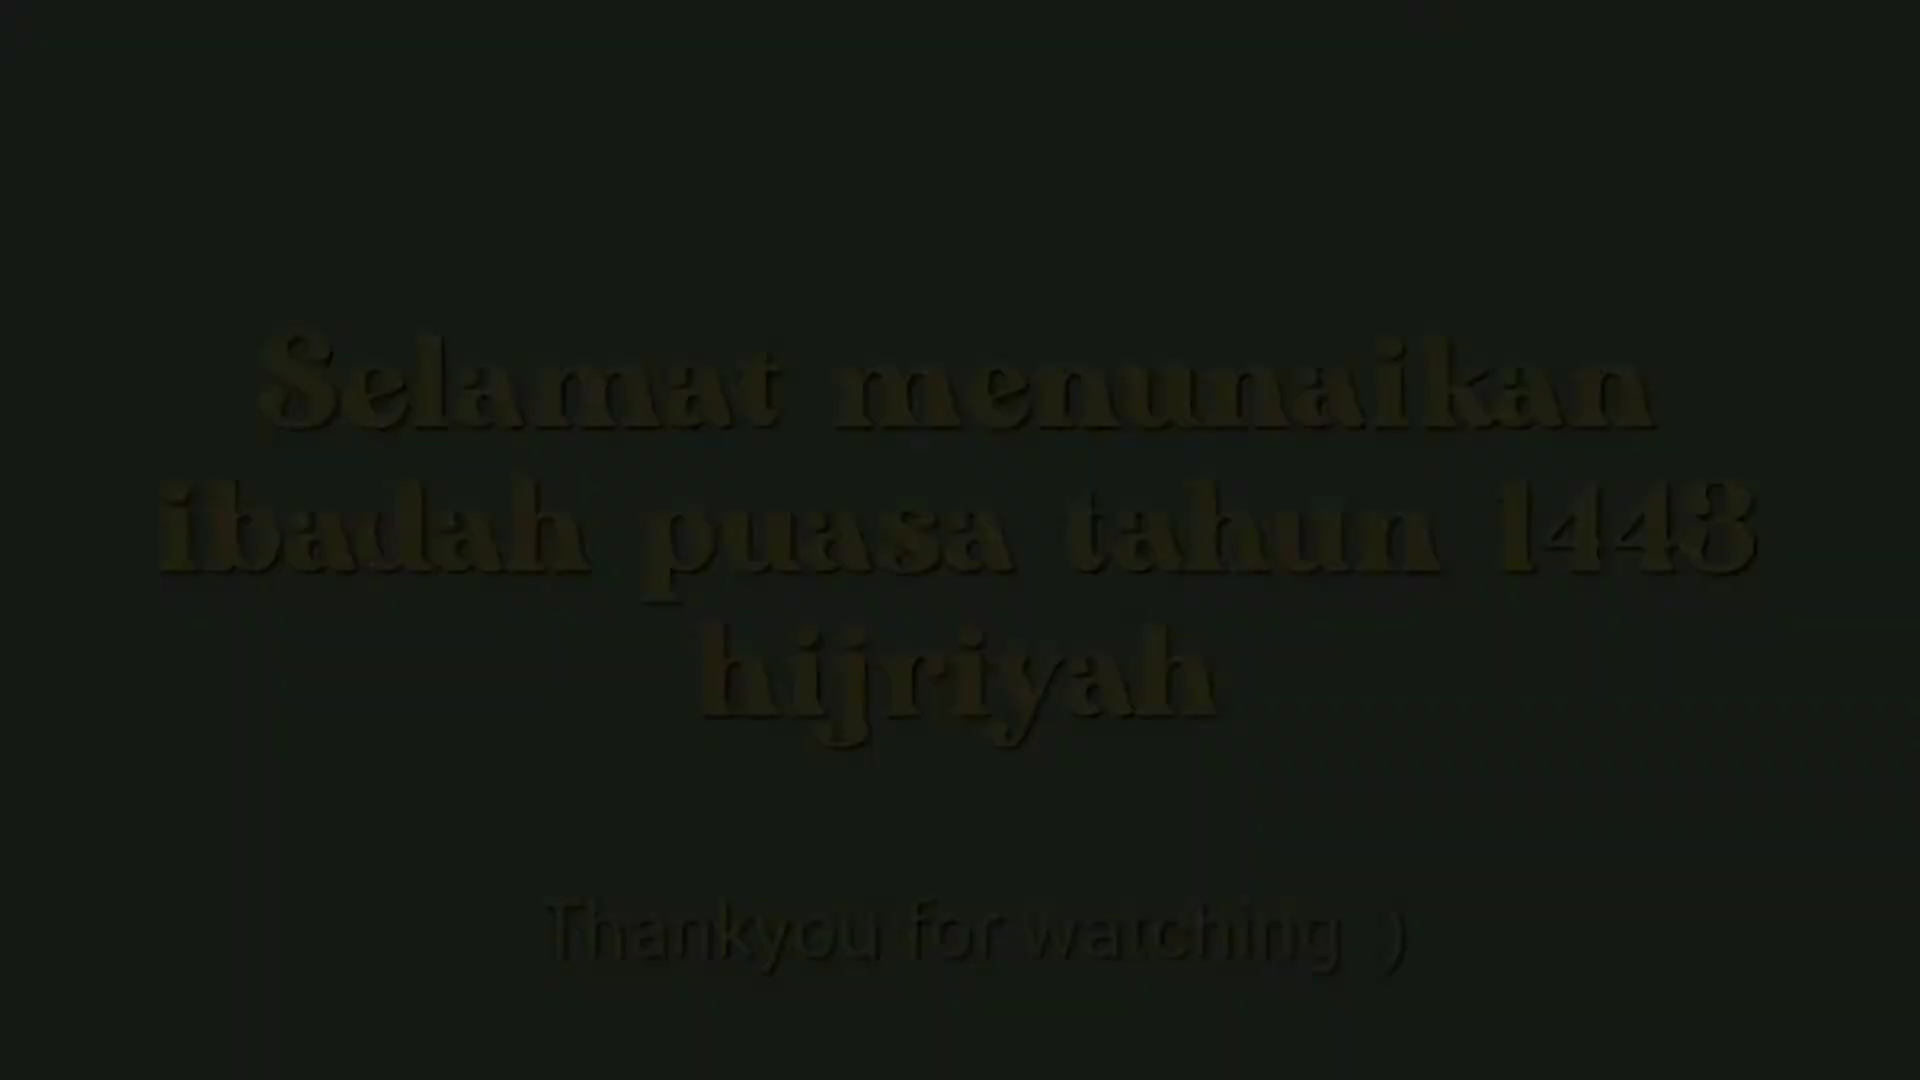 Selamat menunaikan
ibadah puasa tahun 1443
hijriyah
Thankyou for watching :)